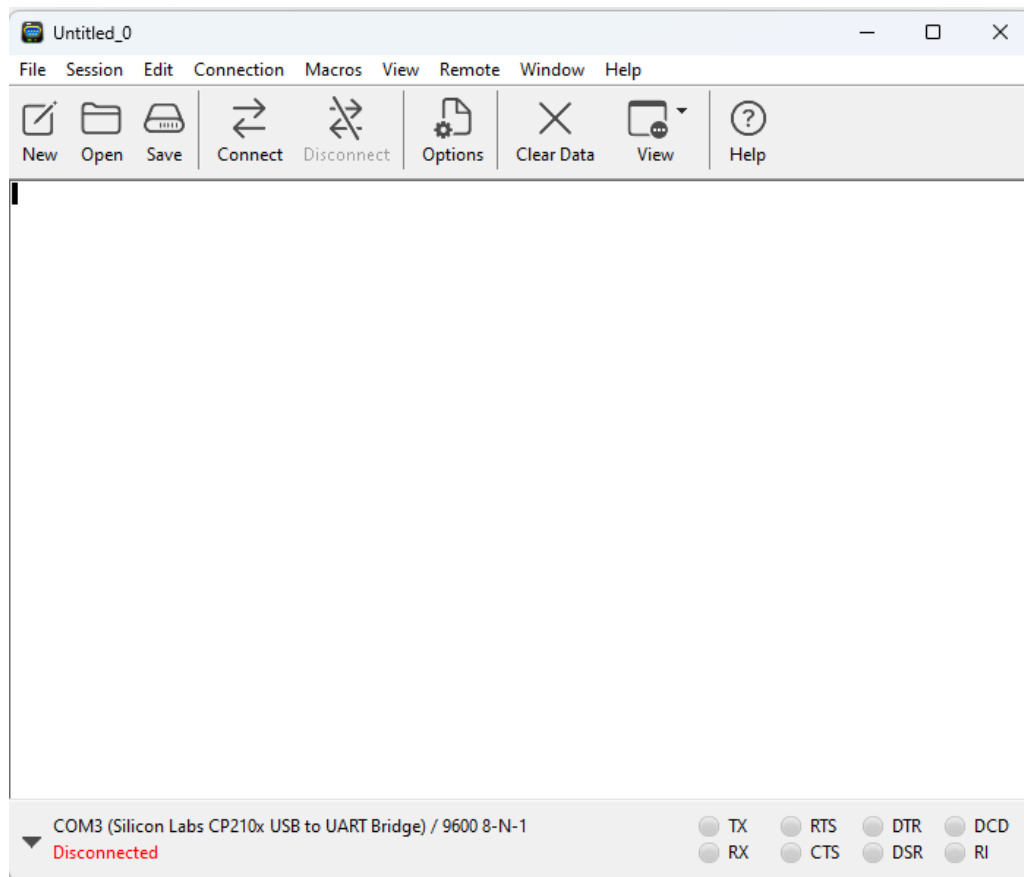 Untitled_0
File Session Edit Connection Macros View Remote Window Help
New Open Save Connect Disconnect Options Clear Data View Help
COM3 (Silicon Labs CP210x USB to UART Bridge) / 9600 8-N-1 TX RTS DTR DCD
Disconnected RX CTS DSR RI